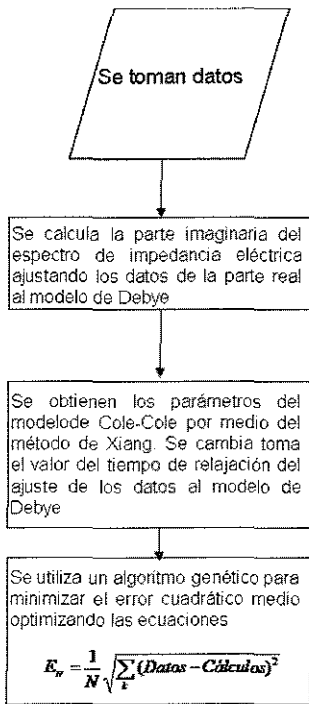 Se toman datos
Se calcula la parte imaginaria del
espectro de impedancia eléctrica
ajustando los datos de la parte real
al modelo de Debye
Se obtienen los parámetros del
modelode Cole-Cole por medio del
método de Xiang. Se cambia toma
el valor del tiempo de relajación del
ajuste de los datos al modelo de
Debye
Se utiliza un algoritmo genético para
minimizar el error cuadrático medio
optimizando las ecuaciones
E = 1/N √∑(Datos - Cálculos)²